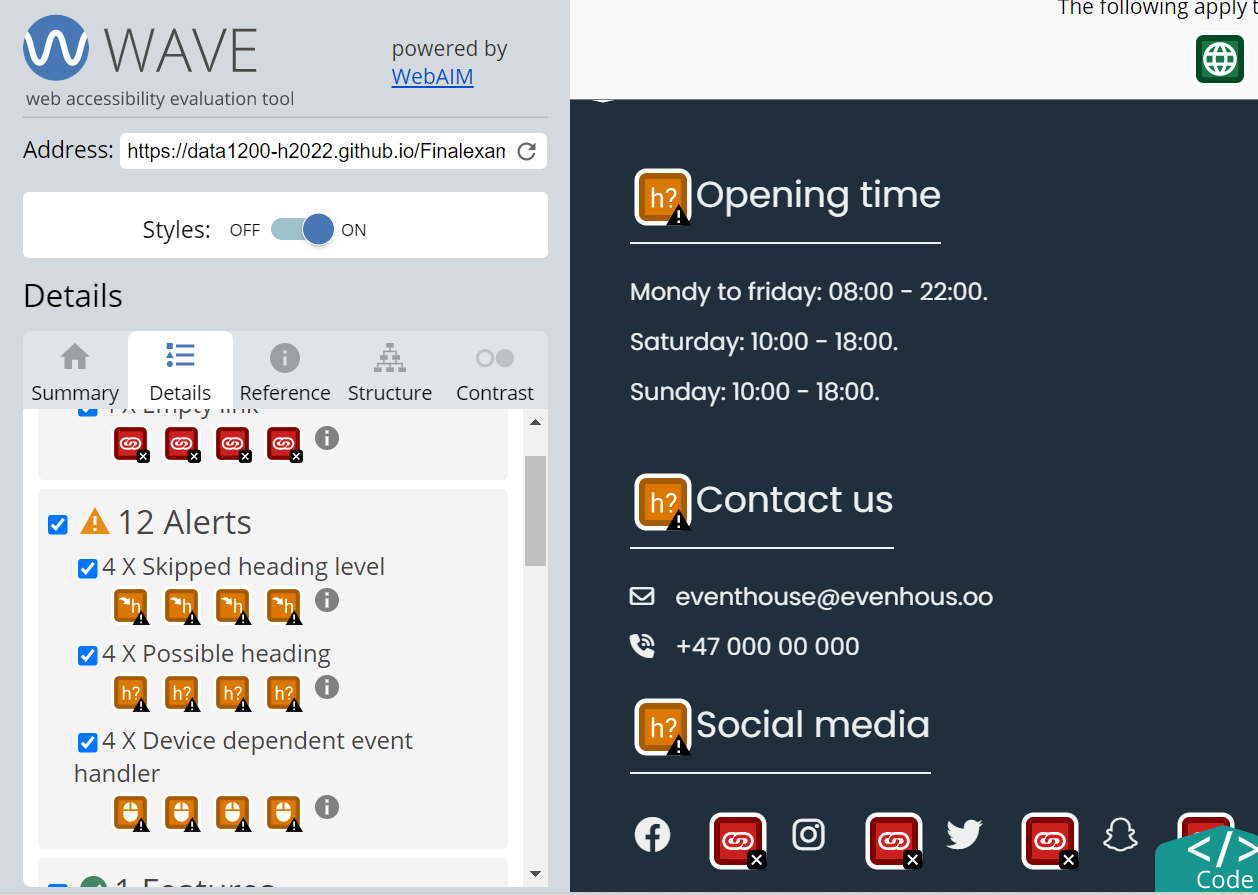 WAVE
powered by
WebAIM
web accessibility evaluation tool
Address: https://data1200-h2022.github.io/Finalexan
Styles: OFF ON
Details
Summary Details Reference Structure Contrast
4 X Empty link
12 Alerts
4 X Skipped heading level
h h h h
4 X Possible heading
h? h? h? h?
4 X Device dependent event
handler
1 Features
The following apply t
h? Opening time
Mondy to friday: 08:00 - 22:00.
Saturday: 10:00 - 18:00.
Sunday: 10:00 - 18:00.
h? Contact us
eventhouse@evenhous.oo
+47 000 00 000
h? Social media
</>
Code